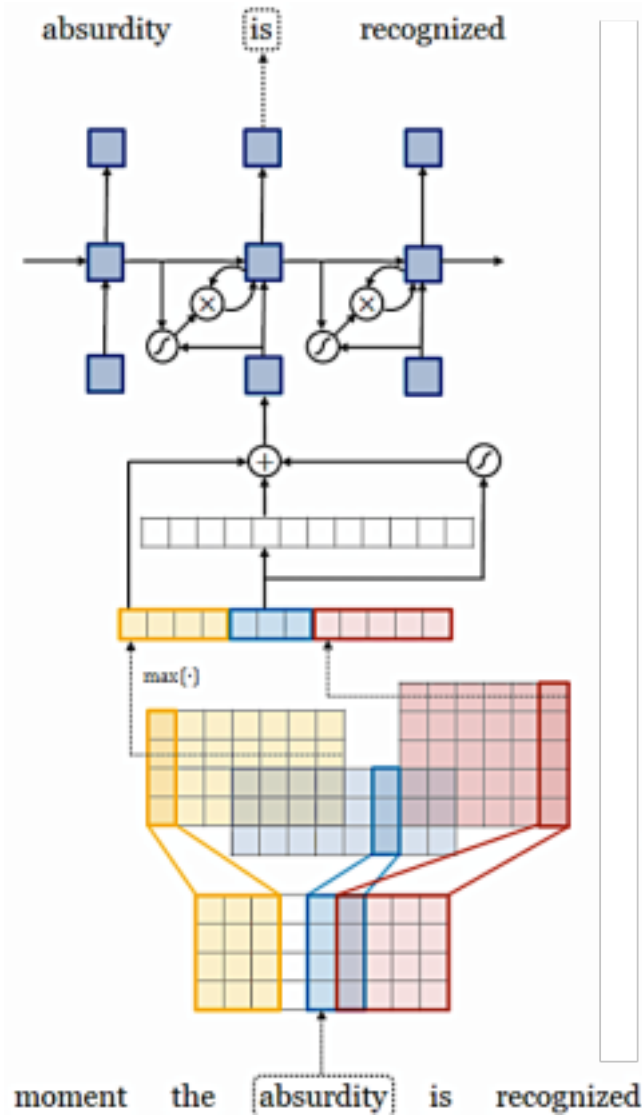 absurdity is recognized
max(·)
moment the absurdity is recognized